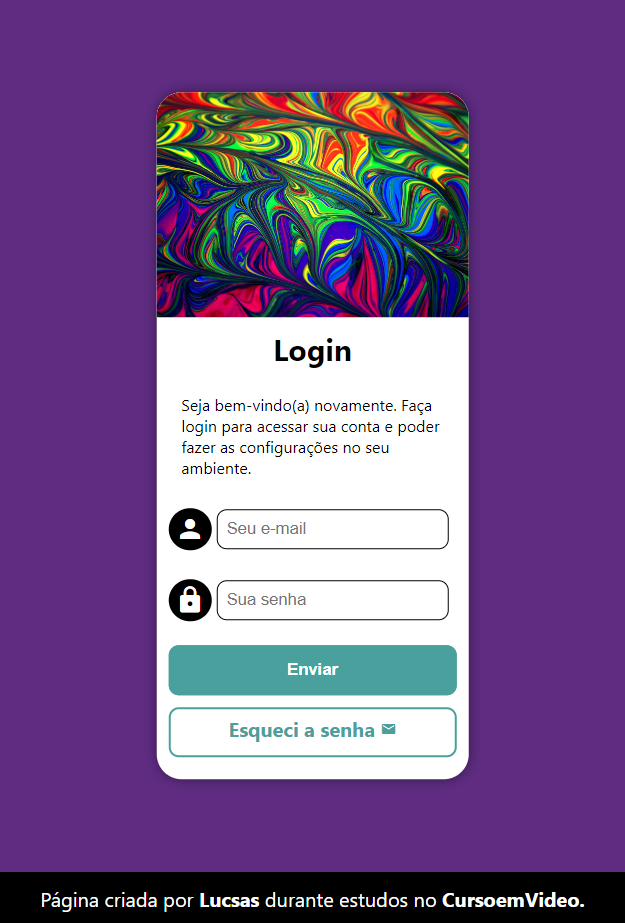 Login
Seja bem-vindo(a) novamente. Faça
login para acessar sua conta e poder
fazer as configurações no seu
ambiente.
Seu e-mail
Sua senha
Enviar
Esqueci a senha
Página criada por Lucsas durante estudos no CursoemVideo.